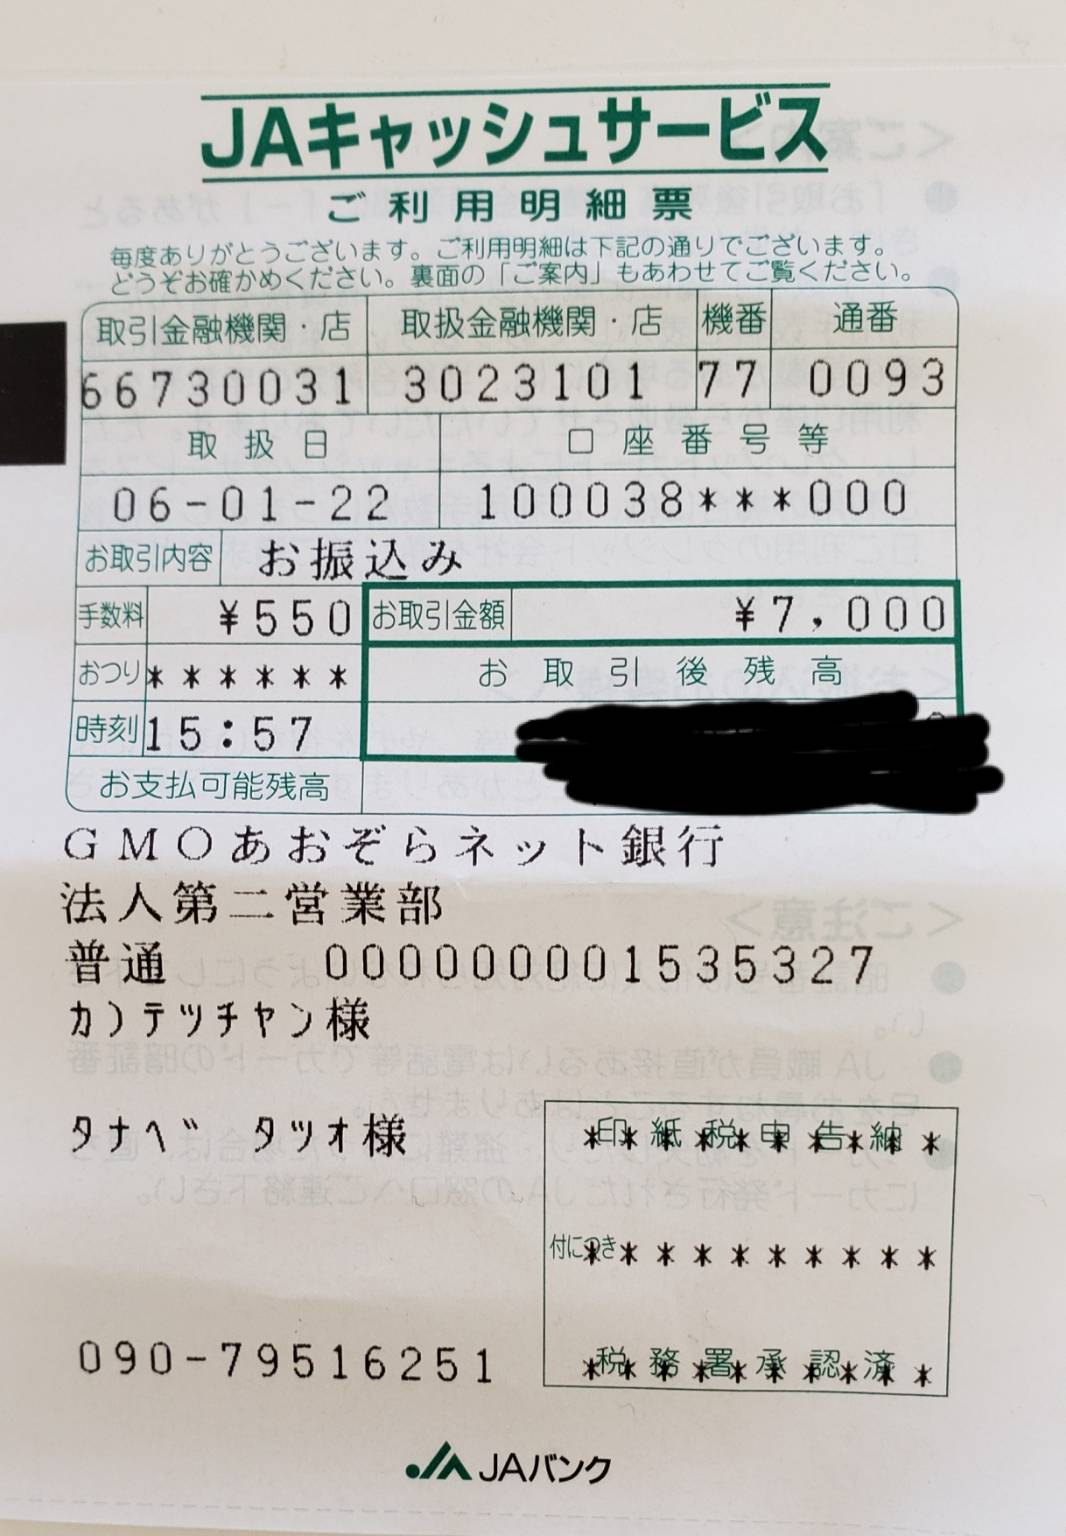 JAキャッシュサービス
ご利用明細票
毎度ありがとうございます。ご利用明細は下記の通りでございます。
どうぞお確かめください。裏面の「ご案内」もあわせてご覧ください。
取引金融機関・店 取扱金融機関・店 機番 通番
66730031 3023101 77 0093
取扱日 口座番号等
06-01-22 100038***000
お取引内容 お振込み
手数料 ¥550 お取引金額 ¥7,000
おつり ****** お取引後残高
時刻 15:57
お支払可能残高
GMOあおぞらネット銀行
法人第二営業部
普通 000000001535327
カ)テツチヤン様
タナベ タツオ様
印紙税申告納
付につき
税務署承認済
090-79516251
JAバンク